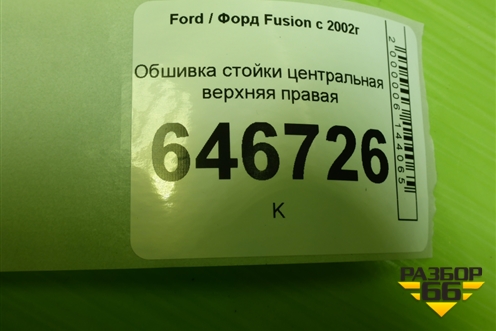 Ford / Форд Fusion с 2002г
Обшивка стойки центральная
верхняя правая
646726
К
2000006144065
РАЗБОР
66